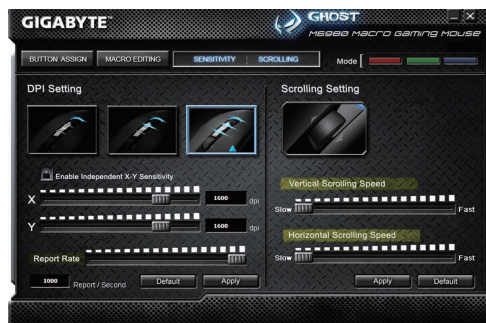 GIGABYTE™
GHOST
M6980 MACRO GAMING MOUSE
BUTTON ASSIGN MACRO EDITING SENSITIVITY SCROLLING Mode
DPI Setting
Enable Independent X-Y Sensitivity
X 1600 dpi
Y 1600 dpi
Report Rate
1000 Report / Second Default Apply
Scrolling Setting
Vertical Scrolling Speed
Slow Fast
Horizontal Scrolling Speed
Slow Fast
Apply Default